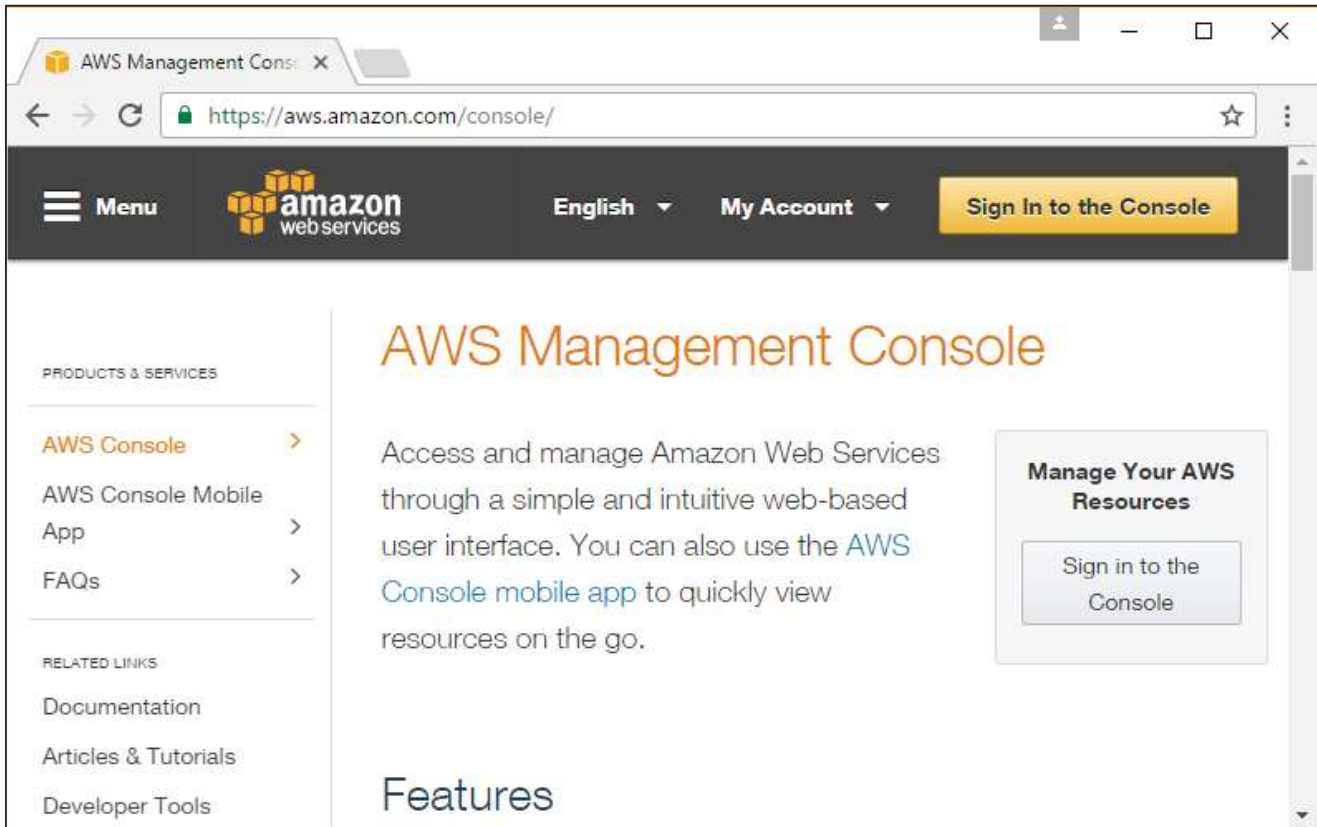 AWS Management Cons
https://aws.amazon.com/console/
Menu
amazon
web services
English
My Account
Sign In to the Console
PRODUCTS & SERVICES
AWS Console
AWS Console Mobile
App
FAQs
RELATED LINKS
Documentation
Articles & Tutorials
Developer Tools
AWS Management Console
Access and manage Amazon Web Services
through a simple and intuitive web-based
user interface. You can also use the AWS
Console mobile app to quickly view
resources on the go.
Manage Your AWS
Resources
Sign in to the
Console
Features